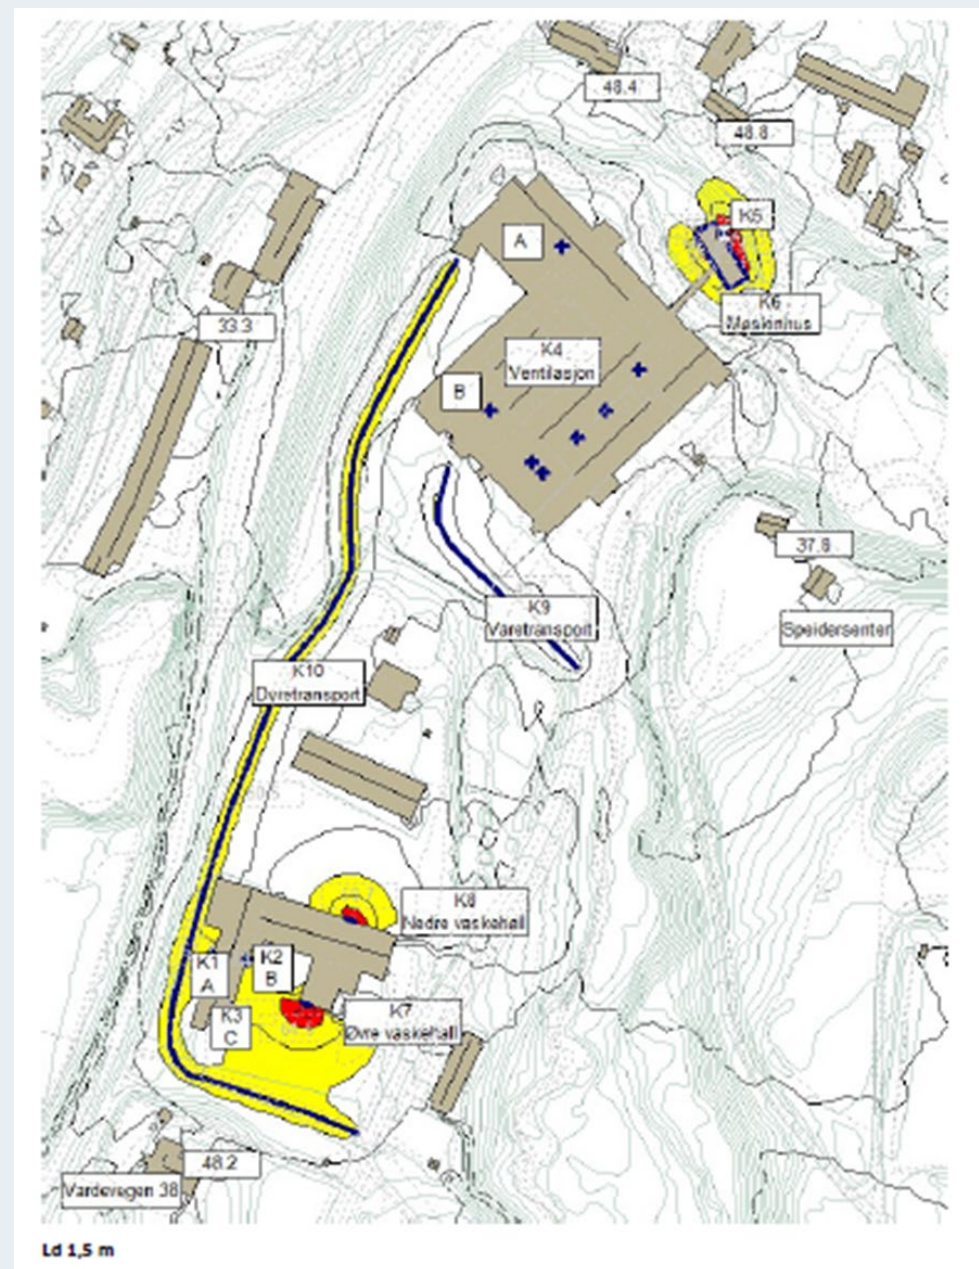 48.4
48.8
K5
A
K6
Maskinhus
33.3
K4
Ventilasjon
B
37.8
K9
Varetransport
Speidersenter
K10
Dyretransport
K8
Nedre vaskehall
K1
A
K2
B
K3
C
K7
Øvre vaskehall
48.2
Vardevegen 38
Ld 1,5 m